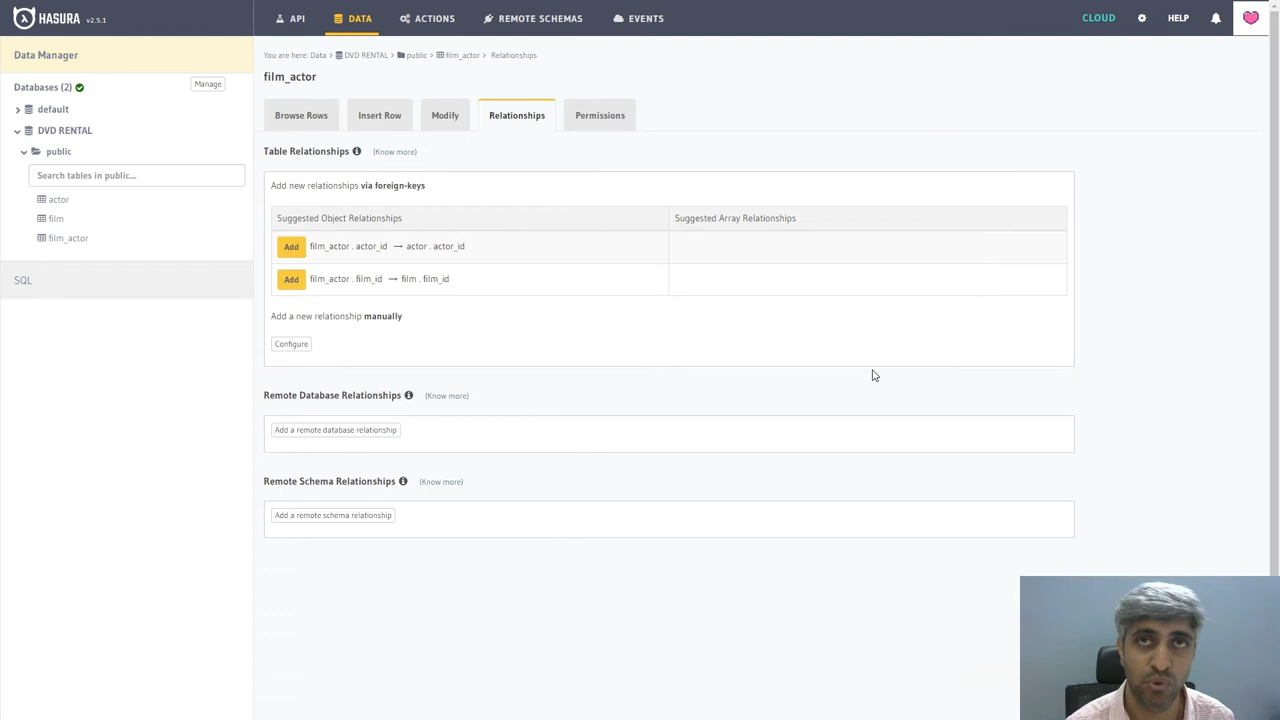 HASURA v2.5.1
API DATA ACTIONS REMOTE SCHEMAS EVENTS CLOUD HELP
Data Manager
Databases (2) Manage
default
DVD RENTAL
public
Search tables in public...
actor
film
film_actor
SQL
You are here: Data DVD RENTAL public film_actor Relationships
film_actor
Browse Rows Insert Row Modify Relationships Permissions
Table Relationships (Know more)
Add new relationships via foreign-keys
Suggested Object Relationships Suggested Array Relationships
Add film_actor . actor_id → actor . actor_id
Add film_actor . film_id → film . film_id
Add a new relationship manually
Configure
Remote Database Relationships (Know more)
Add a remote database relationship
Remote Schema Relationships (Know more)
Add a remote schema relationship